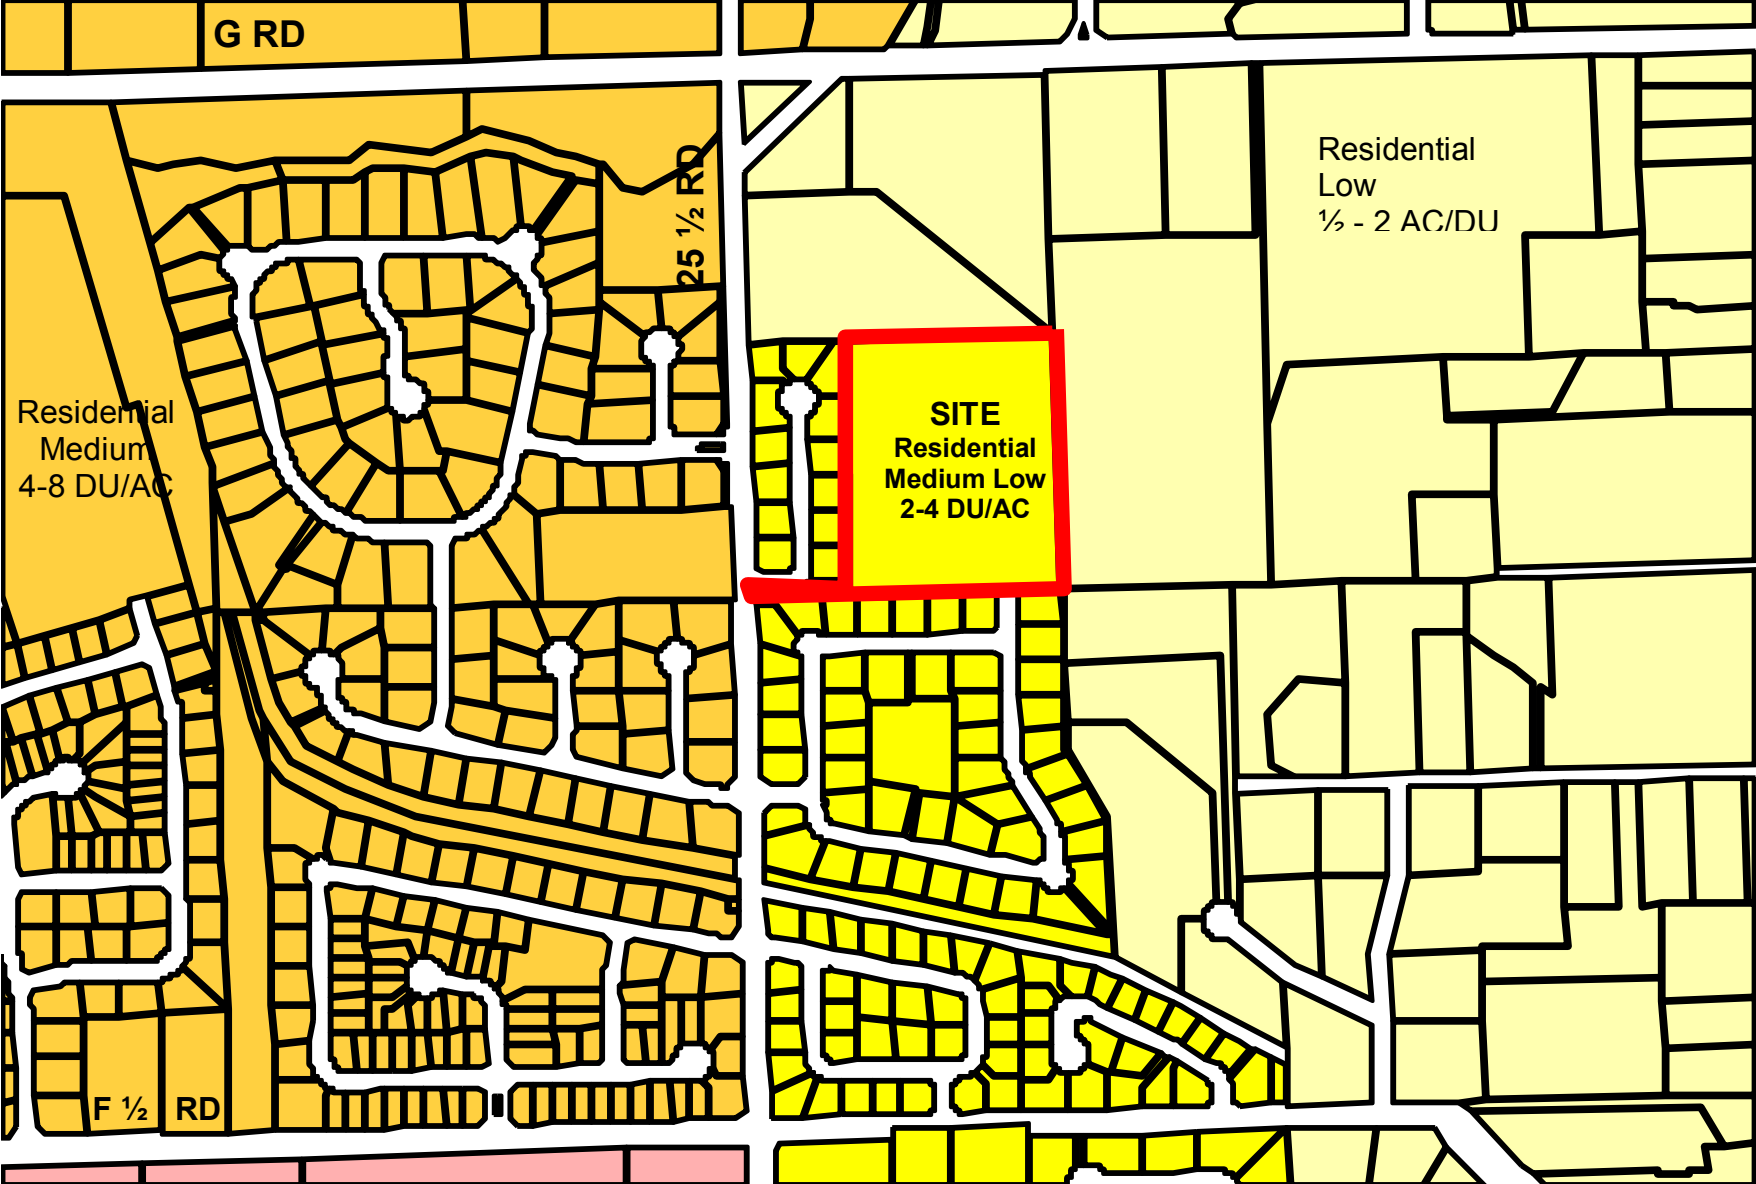 G RD
25 ½ RD
Residential
Low
½ - 2 AC/DU
Residential
Medium
4-8 DU/AC
SITE
Residential
Medium Low
2-4 DU/AC
F ½ RD